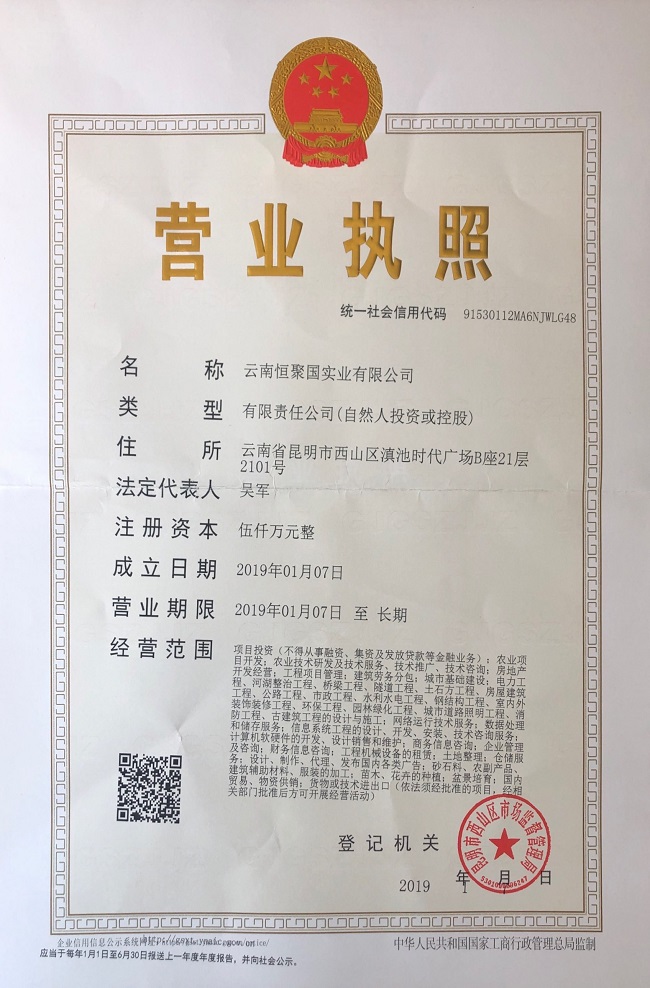 营业执照
统一社会信用代码 91530112MA6NJWLG48
名称 云南恒聚国实业有限公司
类型 有限责任公司(自然人投资或控股)
住所 云南省昆明市西山区滇池时代广场B座21层
2101号
法定代表人 吴军
注册资本 伍仟万元整
成立日期 2019年01月07日
营业期限 2019年01月07日 至 长期
经营范围 项目投资（不得从事融资、集资及发放贷款等金融业务）；农业项
目开发；农业技术研发及技术服务、技术推广、技术咨询；房地产
开发经营；工程项目管理；建筑劳务分包；城市基础建设；电力工
程、河湖整治工程、桥梁工程、隧道工程、土石方工程、房屋建筑
工程、公路工程、市政工程、水利水电工程、钢结构工程、室内外
装饰装修工程、环保工程、园林绿化工程、城市道路照明工程、消
防工程、古建筑工程的设计与施工；网络运行技术服务；数据处理
和储存服务；信息系统工程的设计、开发、安装、技术咨询服务；
计算机软硬件的开发、设计销售和维护；商务信息咨询；企业管理
及咨询；财务信息咨询；工程机械设备的租赁；土地整理；仓储服
务；设计、制作、代理、发布国内各类广告；砂石料、农副产品、
建筑辅助材料、服装的加工；苗木、花卉的种植；盆景培育；国内
贸易、物资供销；货物或技术进出口（依法须经批准的项目，经相
关部门批准后方可开展经营活动）
登记机关
昆明市西山区市场监督管理局
2019 年 1 月 7 日
企业信用信息公示系统网址：
应当于每年1月1日至6月30日报送上一年度年度报告，并向社会公示。
中华人民共和国国家工商行政管理总局监制